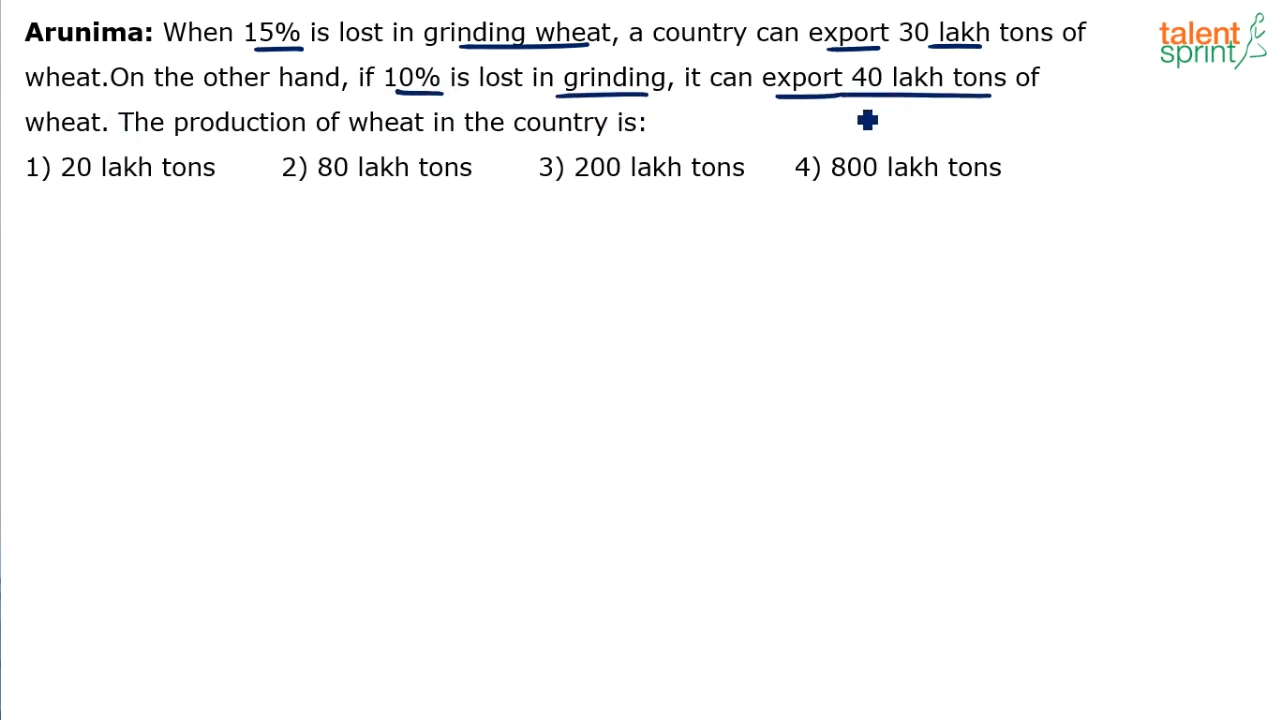 Arunima: When 15% is lost in grinding wheat, a country can export 30 lakh tons of
wheat.On the other hand, if 10% is lost in grinding, it can export 40 lakh tons of
wheat. The production of wheat in the country is:
1) 20 lakh tons 2) 80 lakh tons 3) 200 lakh tons 4) 800 lakh tons
talent
sprint